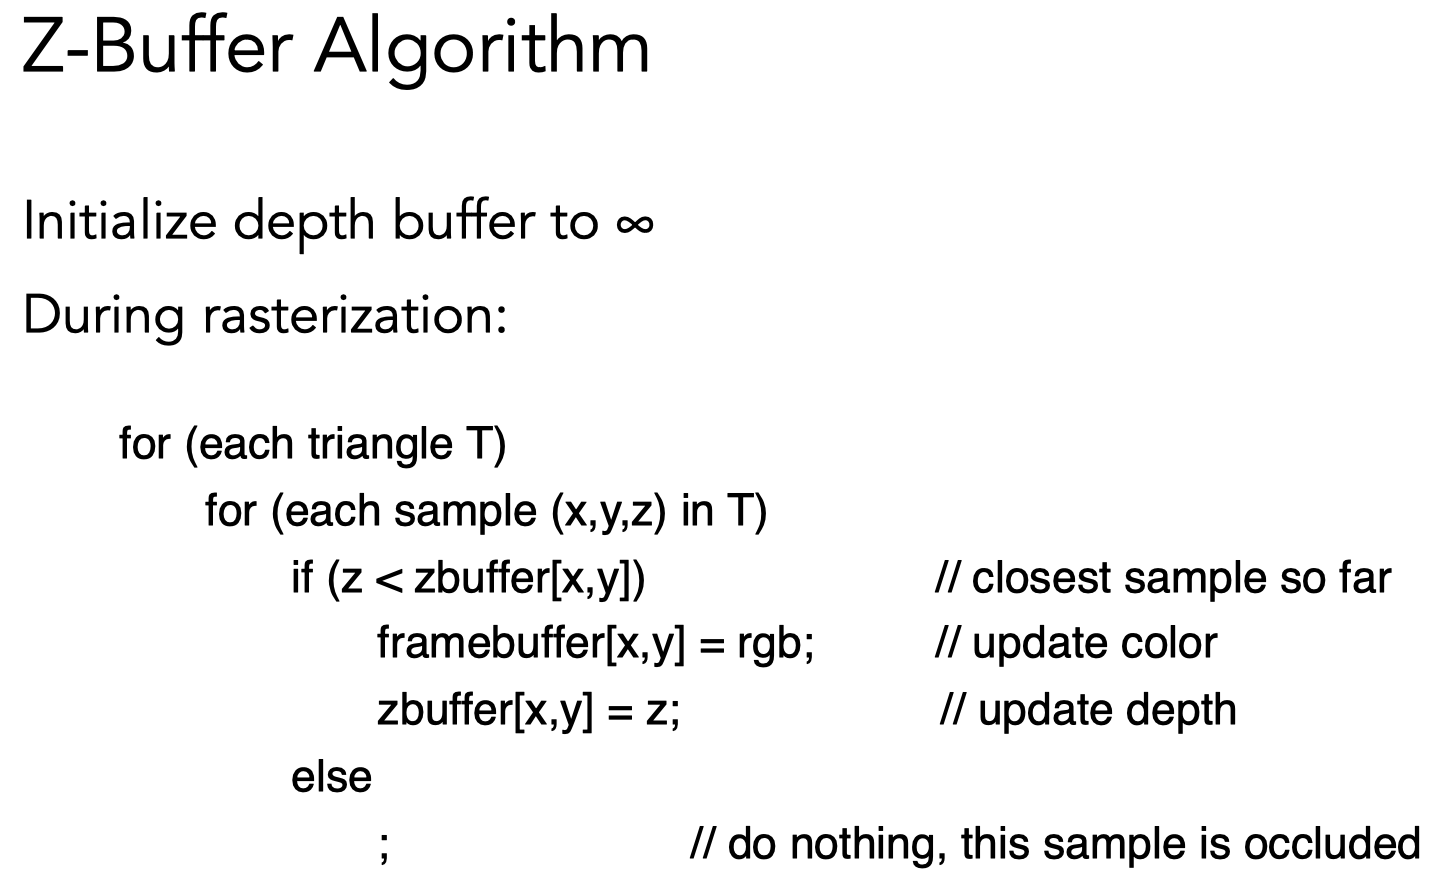 Z-Buffer Algorithm
Initialize depth buffer to ∞
During rasterization:
for (each triangle T)
for (each sample (x,y,z) in T)
if (z < zbuffer[x,y]) // closest sample so far
framebuffer[x,y] = rgb; // update color
zbuffer[x,y] = z; // update depth
else
; // do nothing, this sample is occluded